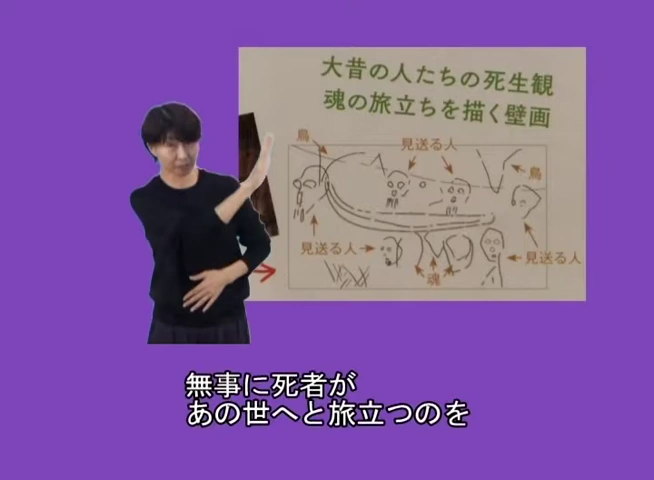 大昔の人たちの死生観
魂の旅立ちを描く壁画
鳥
見送る人
鳥
見送る人
魂
見送る人
無事に死者が
あの世へと旅立つのを